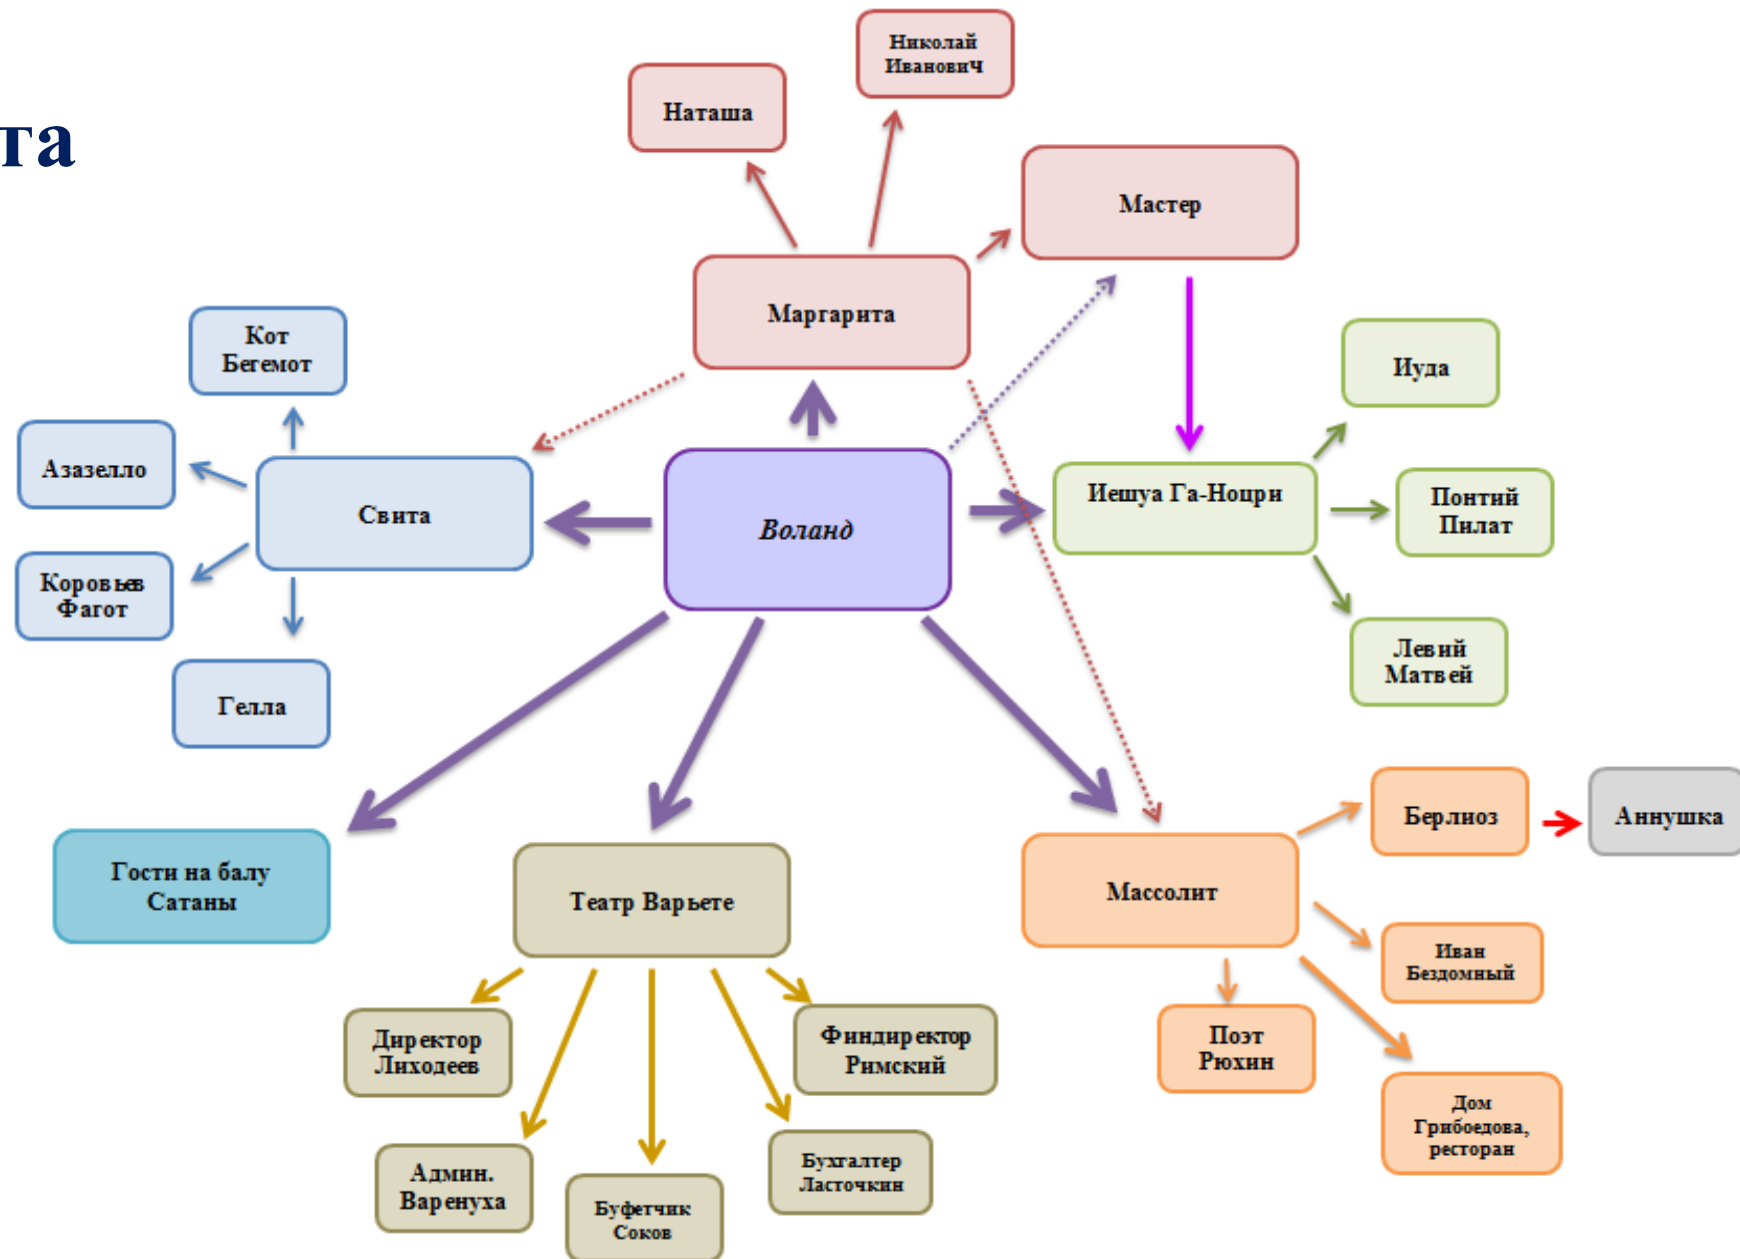 Николай
Иванович
Наташа
та
Мастер
Маргарита
Кот
Бегемот
Иуда
Азазелло
Свита
Воланд
Иешуа Га-Ноцри
Понтий
Пилат
Коровьев
Фагот
Левий
Матвей
Гелла
Берлиоз
Аннушка
Гости на балу
Сатаны
Театр Варьете
Массолит
Иван
Бездомный
Директор
Лиходеев
Финдиректор
Римский
Поэт
Рюхин
Дом
Грибоедова,
ресторан
Админ.
Варенуха
Буфетчик
Соков
Бухгалтер
Ласточкин